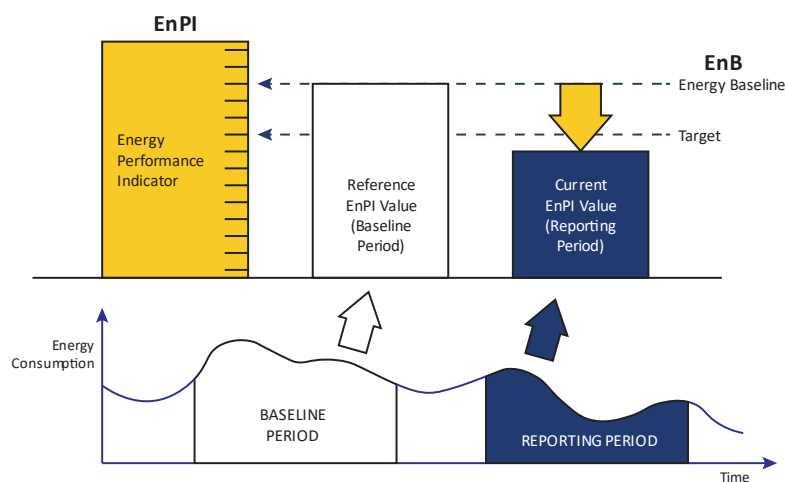 EnPI
EnB
Energy Baseline
Target
Energy
Performance
Indicator
Reference
EnPI Value
(Baseline
Period)
Current
EnPI Value
(Reporting
Period)
Energy
Consumption
BASELINE
PERIOD
REPORTING PERIOD
Time